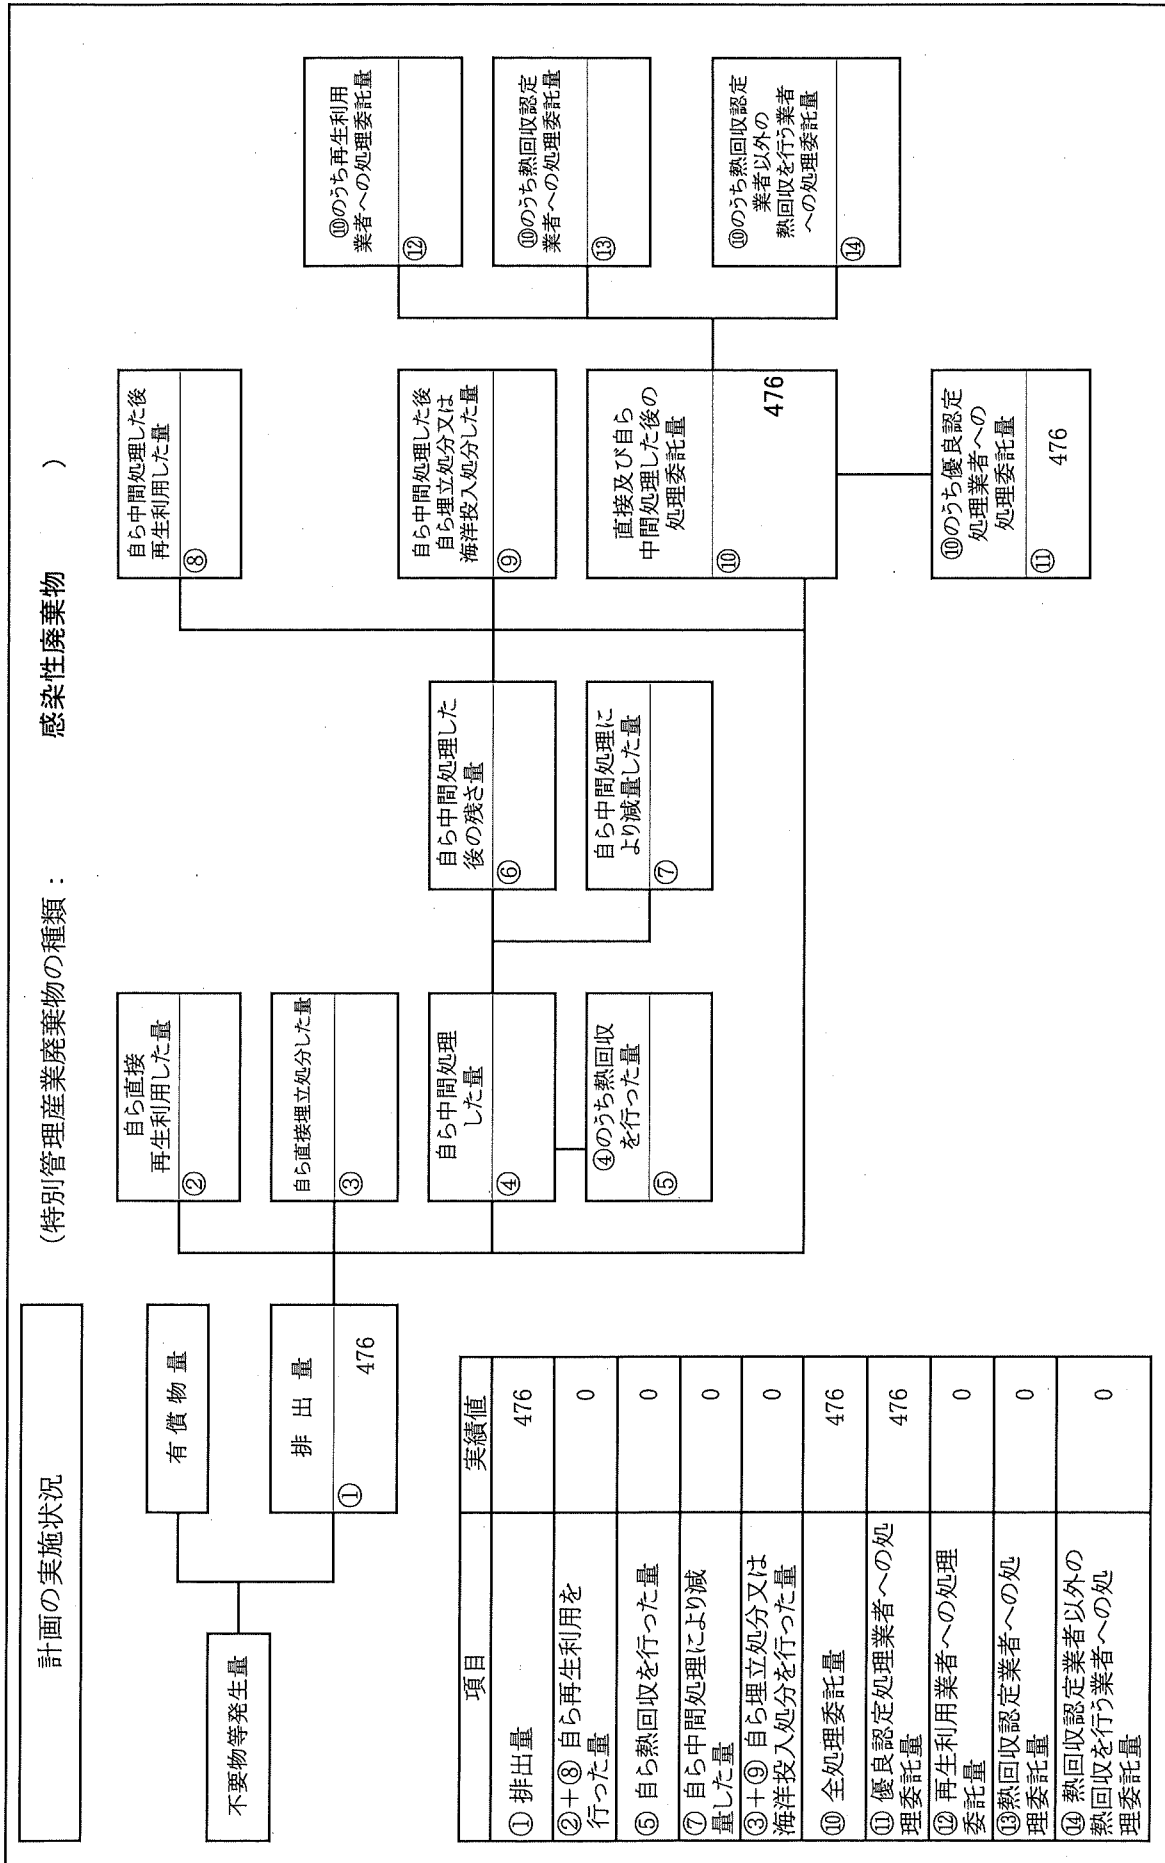 計画の実施状況
(特別管理産業廃棄物の種類： 感染性廃棄物 )
不要物等発生量
有償物量
排出量
① 476
自ら直接
再生利用した量
②
自ら直接埋立処分した量
③
自ら中間処理
した量
④
④のうち熱回収
を行った量
⑤
自ら中間処理した
後の残さ量
⑥
自ら中間処理に
より減量した量
⑦
自ら中間処理した後
再生利用した量
⑧
自ら中間処理した後
自ら埋立処分又は
海洋投入処分した量
⑨
直接及び自ら
中間処理した後の
処理委託量
⑩ 476
⑩のうち優良認定
処理業者への
処理委託量
⑪ 476
⑩のうち再生利用
業者への処理委託量
⑫
⑩のうち熱回収認定
業者への処理委託量
⑬
⑩のうち熱回収認定
業者以外の
熱回収を行う業者
への処理委託量
⑭
項目 実績値
① 排出量 476
②＋⑧ 自ら再生利用を
行った量 0
⑤ 自ら熱回収を行った量 0
⑦ 自ら中間処理により減
量した量 0
③＋⑨ 自ら埋立処分又は
海洋投入処分を行った量 0
⑩ 全処理委託量 476
⑪ 優良認定処理業者への処
理委託量 476
⑫ 再生利用業者への処理
委託量 0
⑬熱回収認定業者への処
理委託量 0
⑭ 熱回収認定業者以外の
熱回収を行う業者への処
理委託量 0